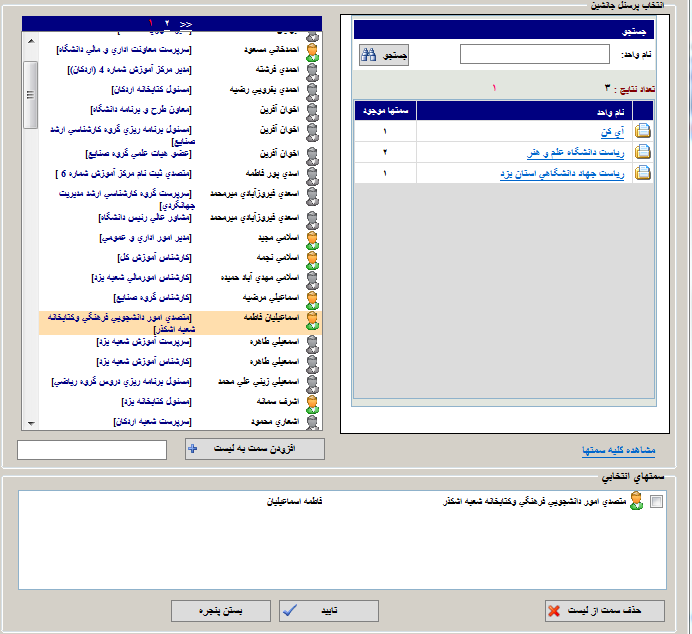 انتخاب پرسنل جانشين
جستجو
نام واحد:
جستجو
تعداد نتايج : ۳
۱
نام واحد
سمتها موجود
آي کن
۱
رياست دانشگاه علم و هنر
۲
رياست جهاد دانشگاهي استان يزد
۱
مشاهده کليه سمتها
۱ ۲ >>
احمدخاني مسعود [سرپرست معاونت اداري و مالي دانشگاه]
احمدي فرشته [مدير مرکز آموزش شماره 4 (اردکان)]
احمدي بفرويي رضيه [مسئول کتابخانه اردکان]
اخوان آفرين [معاون طرح و برنامه دانشگاه]
اخوان آفرين [مسئول برنامه ريزي گروه کارشناسي ارشد
صنايع]
اخوان آفرين [عضو هيات علمي گروه صنايع]
اسدي پور فاطمه [متصدي ثبت نام مرکز آموزش شماره 6 ]
اسعدي فيروزآبادي ميرمحمد [سرپرست گروه کارشناسي ارشد مديريت
جهانگردي]
اسعدي فيروزآبادي ميرمحمد [مشاور عالي رئيس دانشگاه]
اسلامي مجيد [مدير امور اداري و عمومي]
اسلامي نجمه [کارشناس آموزش کل]
اسلامي مهدي آباد حميده [کارشناس امورمالي شعبه يزد]
اسماعيلي مرضيه [کارشناس گروه صنايع]
اسماعيليان فاطمه [متصدي امور دانشجويي فرهنگي وکتابخانه
شعبه اشکذر]
اسمعيلي طاهره [سرپرست آموزش شعبه يزد]
اسمعيلي طاهره [کارشناس آموزش شعبه يزد]
اسمعيلي زيني علي محمد [مسئول برنامه ريزي دروس گروه رياضي]
اشرف سمانه [مسئول کتابخانه يزد]
اشعاري محمود [سرپرست شعبه اردکان]
افزودن سمت به ليست
سمتهاي انتخابي
متصدي امور دانشجويي فرهنگي وکتابخانه شعبه اشکذر
فاطمه اسماعيليان
حذف سمت از ليست
تاييد
بستن پنجره